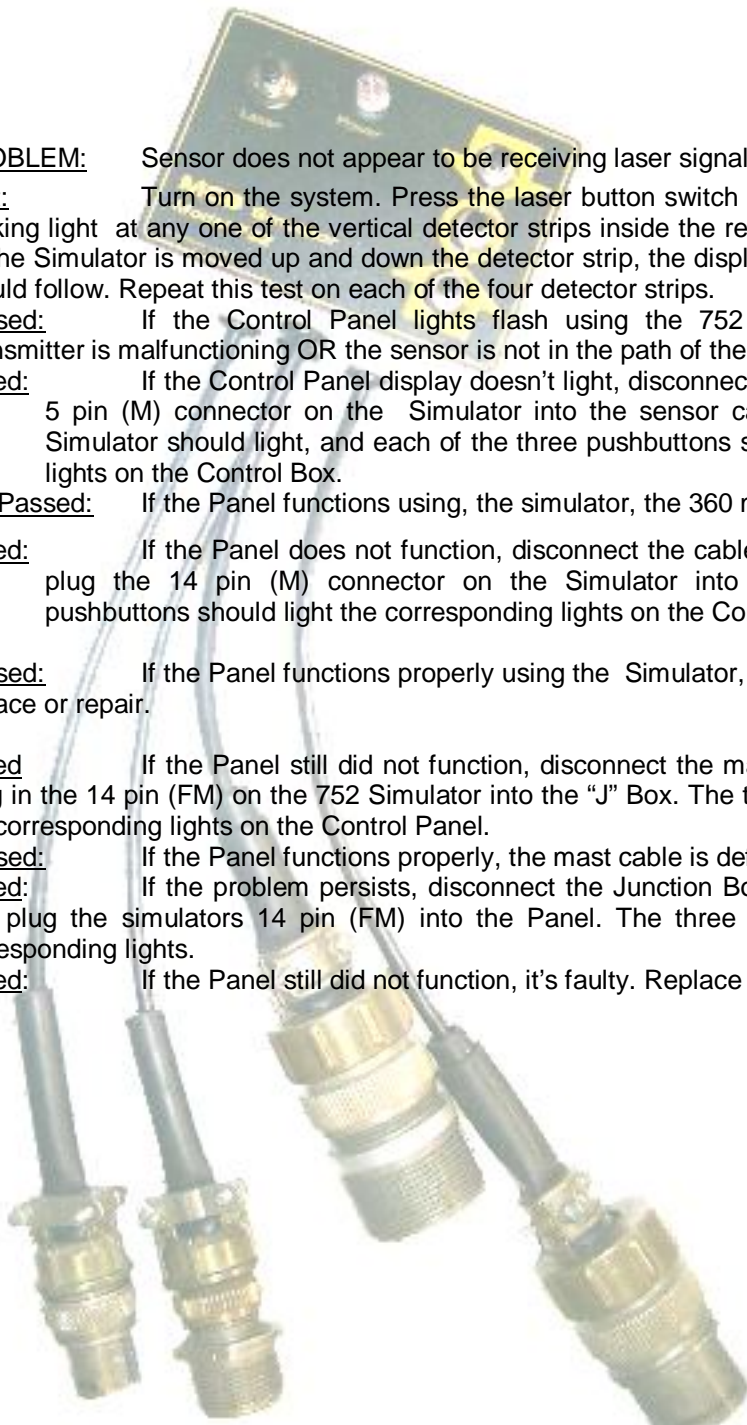 OBLEM: Sensor does not appear to be receiving laser signal
: Turn on the system. Press the laser button switch
king light at any one of the vertical detector strips inside the re
he Simulator is moved up and down the detector strip, the displ
uld follow. Repeat this test on each of the four detector strips.
sed: If the Control Panel lights flash using the 752
nsmitter is malfunctioning OR the sensor is not in the path of the
ed: If the Control Panel display doesn't light, disconnec
5 pin (M) connector on the Simulator into the sensor ca
Simulator should light, and each of the three pushbuttons s
lights on the Control Box.
Passed: If the Panel functions using, the simulator, the 360 r
ed: If the Panel does not function, disconnect the cable
plug the 14 pin (M) connector on the Simulator into
pushbuttons should light the corresponding lights on the Co
sed: If the Panel functions properly using the Simulator,
ace or repair.
ed If the Panel still did not function, disconnect the ma
g in the 14 pin (FM) on the 752 Simulator into the “J” Box. The t
corresponding lights on the Control Panel.
sed: If the Panel functions properly, the mast cable is def
ed: If the problem persists, disconnect the Junction Bo
plug the simulators 14 pin (FM) into the Panel. The three
esponding lights.
ed: If the Panel still did not function, it's faulty. Replace